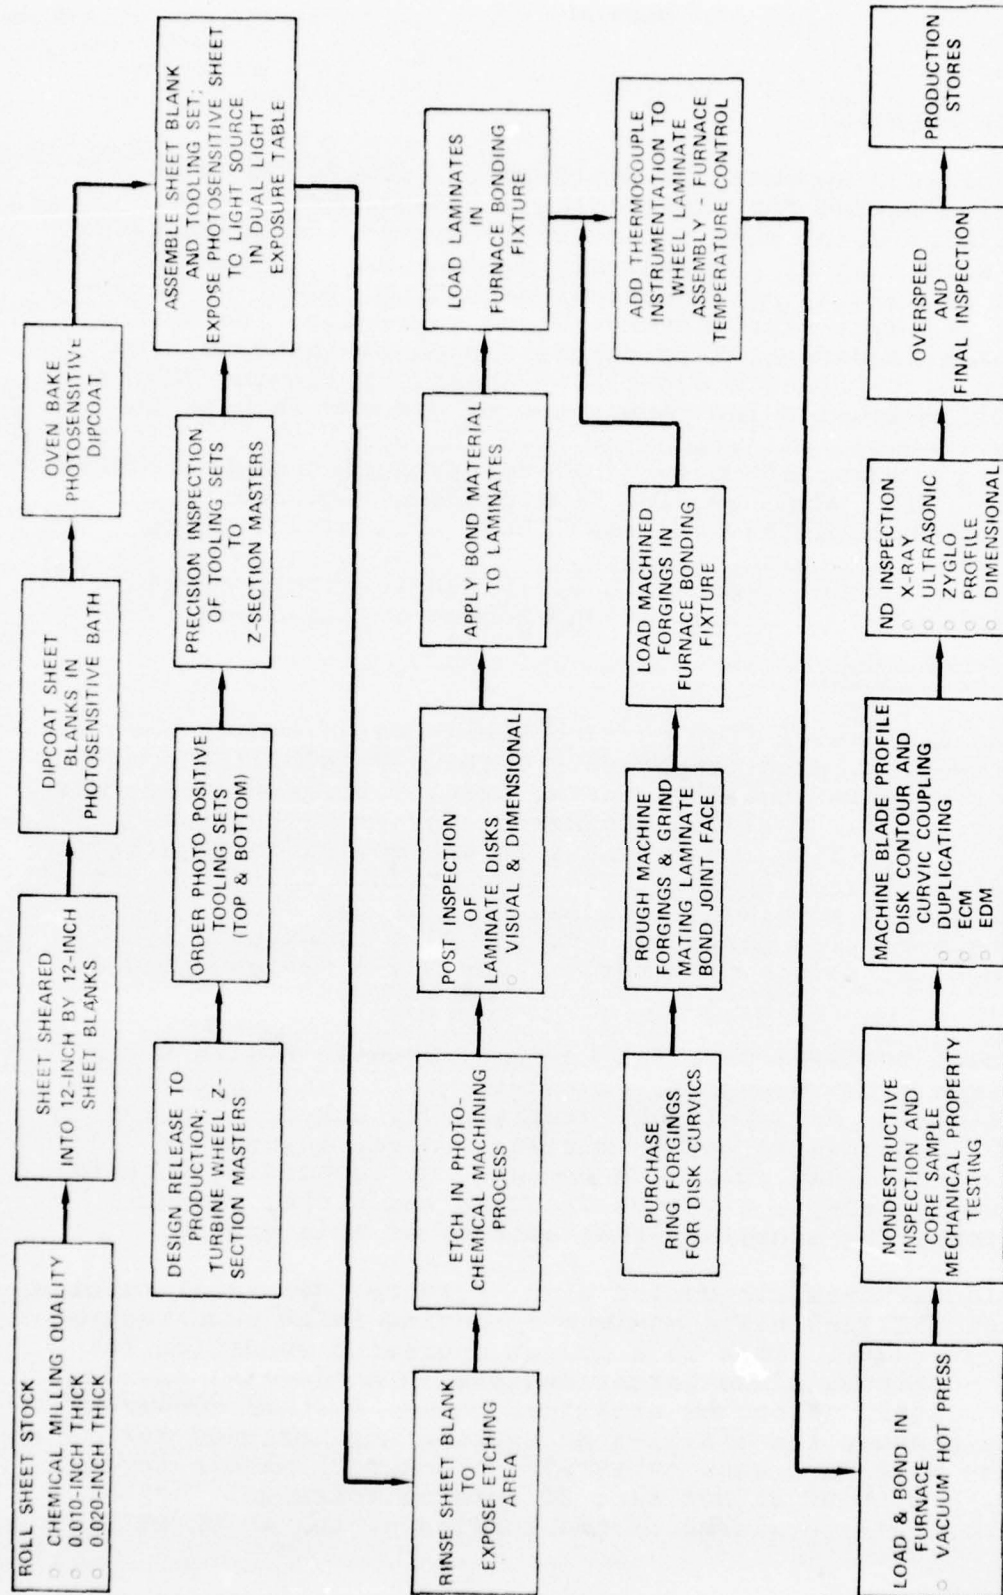 ROLL SHEET STOCK
○ CHEMICAL MILLING QUALITY
○ 0.010-INCH THICK
○ 0.020-INCH THICK
SHEET SHEARED
INTO 12-INCH BY 12-INCH
SHEET BLANKS
DIPCOAT SHEET
BLANKS IN
PHOTOSENSITIVE BATH
OVEN BAKE
PHOTOSENSITIVE
DIPCOAT
DESIGN RELEASE TO
PRODUCTION;
TURBINE WHEEL Z-
SECTION MASTERS
ORDER PHOTO POSITIVE
TOOLING SETS
(TOP & BOTTOM)
PRECISION INSPECTION
OF TOOLING SETS
TO
Z-SECTION MASTERS
ASSEMBLE SHEET BLANK
AND TOOLING SET;
EXPOSE PHOTOSENSITIVE SHEET
TO LIGHT SOURCE
IN DUAL LIGHT
EXPOSURE TABLE
RINSE SHEET BLANK
TO
EXPOSE ETCHING
AREA
ETCH IN PHOTO-
CHEMICAL MACHINING
PROCESS
POST INSPECTION
OF
LAMINATE DISKS
○ VISUAL & DIMENSIONAL
APPLY BOND MATERIAL
TO LAMINATES
LOAD LAMINATES
IN
FURNACE BONDING
FIXTURE
PURCHASE
RING FORGINGS
FOR DISK CURVICS
ROUGH MACHINE
FORGINGS & GRIND
MATING LAMINATE
BOND JOINT FACE
LOAD MACHINED
FORGINGS IN
FURNACE BONDING
FIXTURE
ADD THERMOCOUPLE
INSTRUMENTATION TO
WHEEL LAMINATE
ASSEMBLY - FURNACE
TEMPERATURE CONTROL
LOAD & BOND IN
FURNACE
○ VACUUM HOT PRESS
NONDESTRUCTIVE
INSPECTION AND
CORE SAMPLE
MECHANICAL PROPERTY
TESTING
MACHINE BLADE PROFILE
DISK CONTOUR AND
CURVIC COUPLING
○ DUPLICATING
○ ECM
○ EDM
ND INSPECTION
○ X-RAY
○ ULTRASONIC
○ ZYGLO
○ PROFILE
○ DIMENSIONAL
OVERSPEED
AND
FINAL INSPECTION
PRODUCTION
STORES